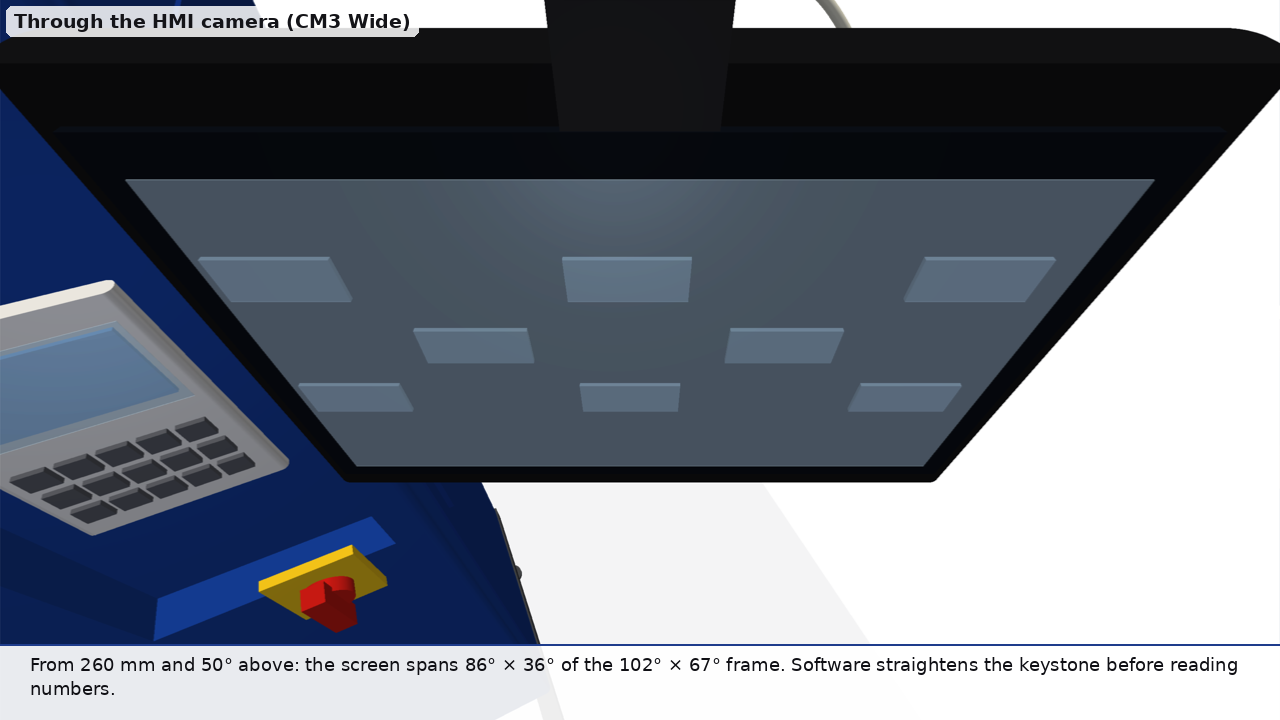 Through the HMI camera (CM3 Wide)
From 260 mm and 50° above: the screen spans 86° × 36° of the 102° × 67° frame. Software straightens the keystone before reading
numbers.